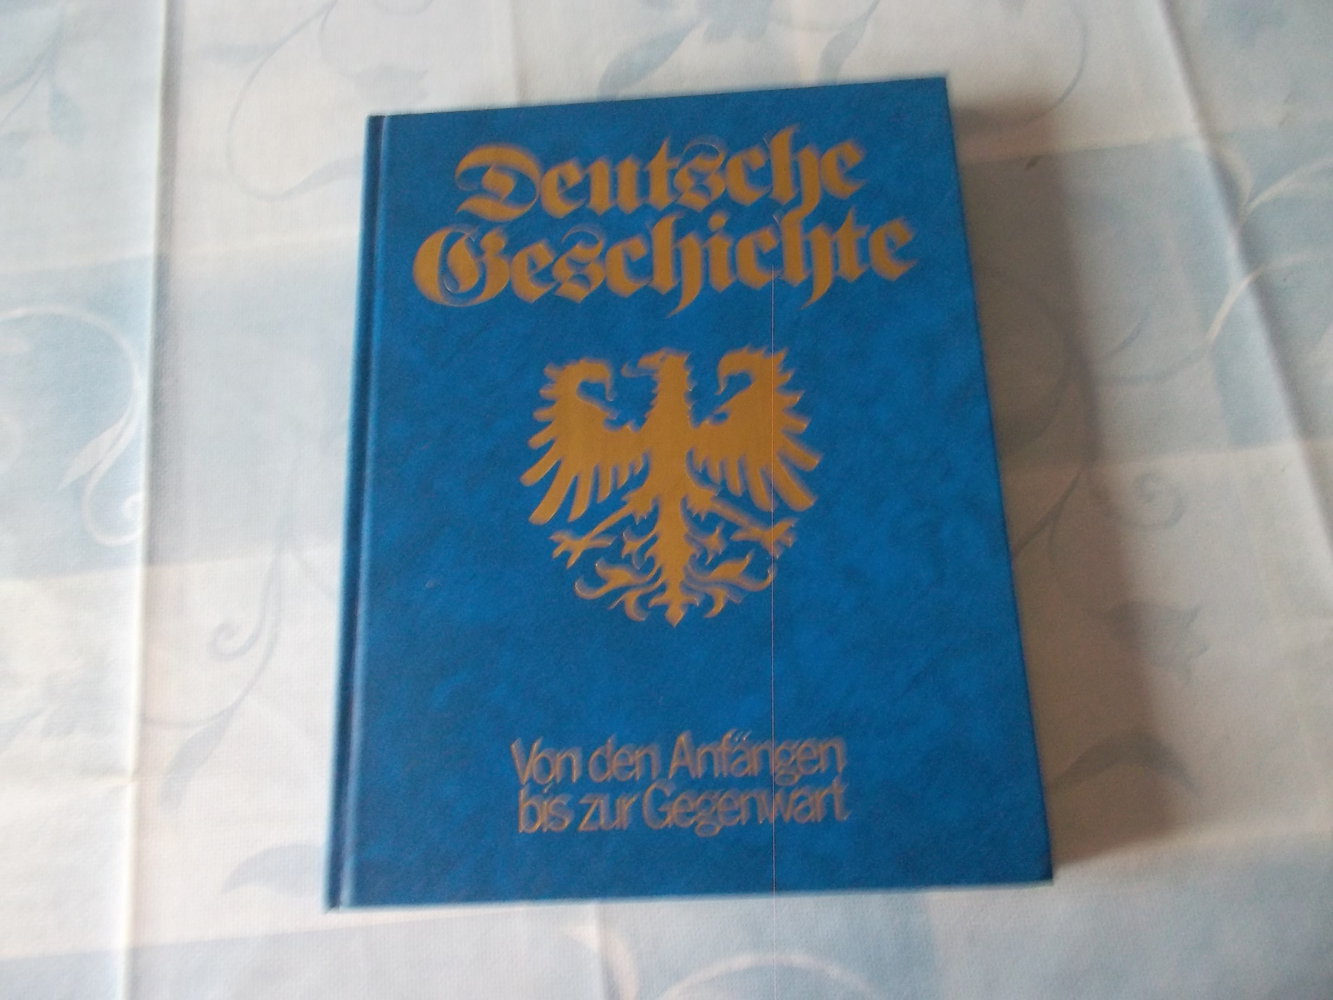 Deutsche
Geschichte
Von den Anfängen
bis zur Gegenwart